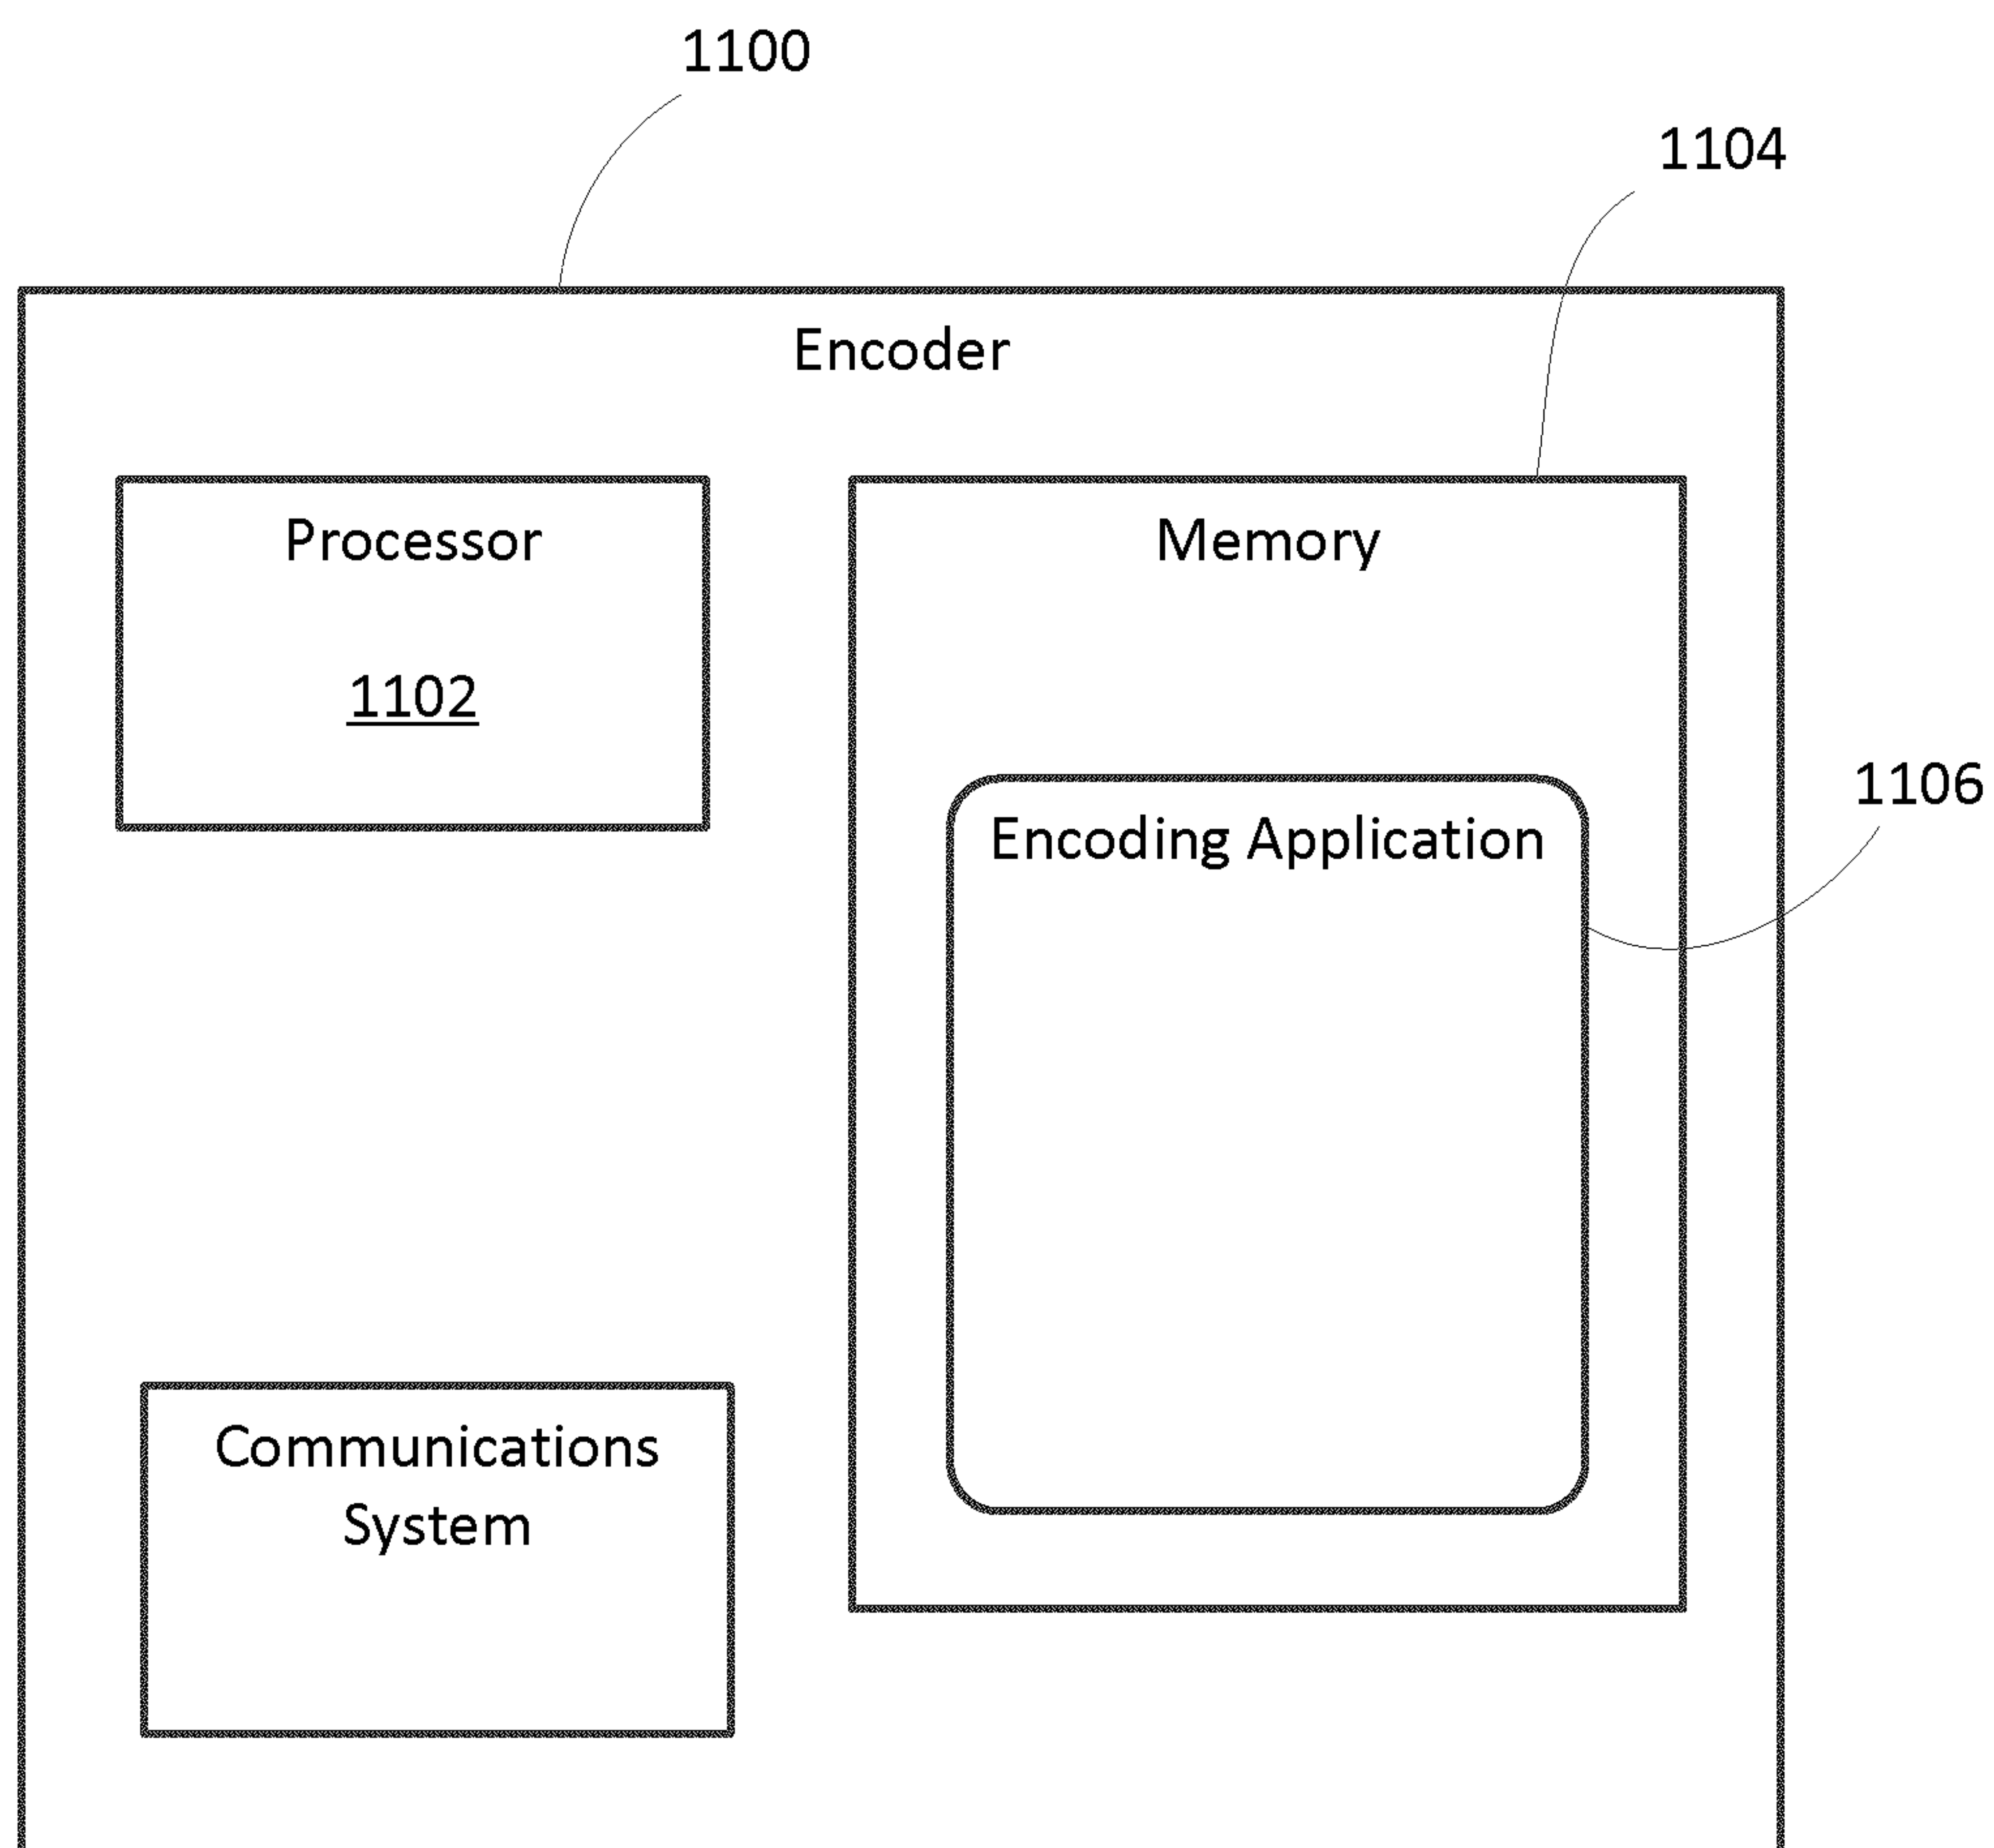 1100
1104
Encoder
Processor
Memory
1102
1106
Encoding Application
Communications
System